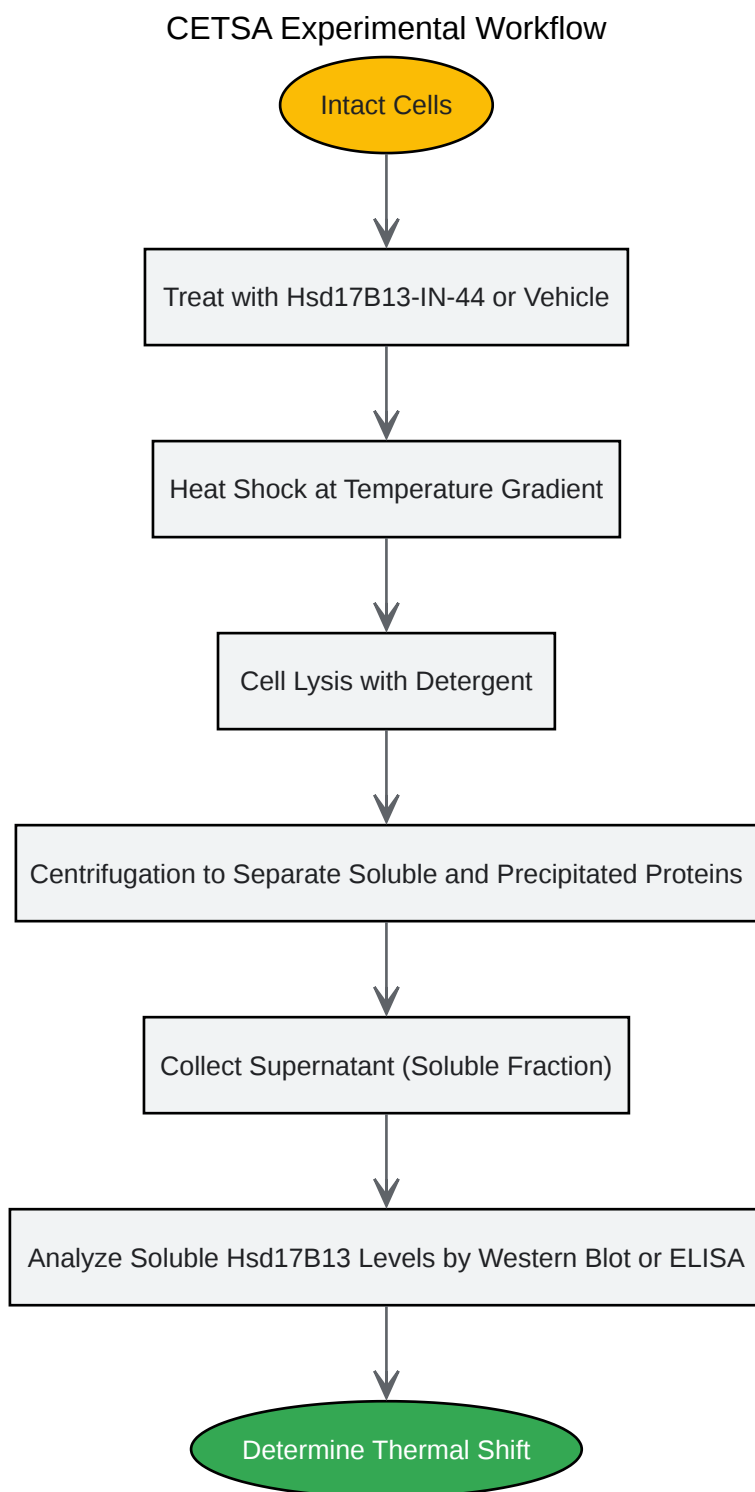 CETSA Experimental Workflow
Intact Cells
Treat with Hsd17B13-IN-44 or Vehicle
Heat Shock at Temperature Gradient
Cell Lysis with Detergent
Centrifugation to Separate Soluble and Precipitated Proteins
Collect Supernatant (Soluble Fraction)
Analyze Soluble Hsd17B13 Levels by Western Blot or ELISA
Determine Thermal Shift